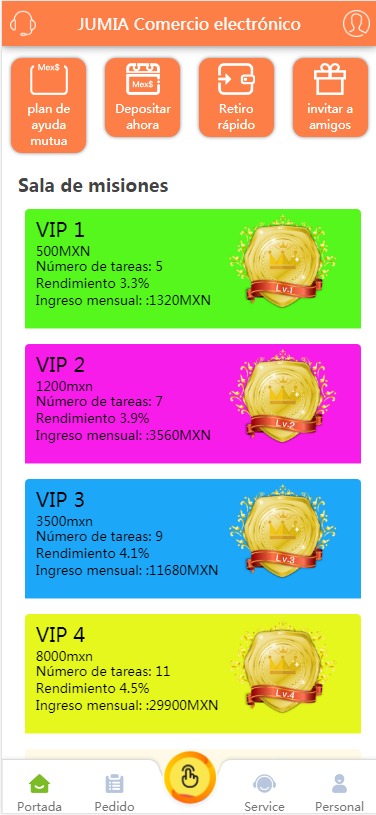 JUMIA Comercio electrónico
Mex$
plan de
ayuda
mutua
Mex$
Depositar
ahora
Retiro
rápido
invitar a
amigos
Sala de misiones
VIP 1
500MXN
Número de tareas: 5
Rendimiento 3.3%
Ingreso mensual: :1320MXN
Lv.1
VIP 2
1200mxn
Número de tareas: 7
Rendimiento 3.9%
Ingreso mensual: :3560MXN
Lv.2
VIP 3
3500mxn
Número de tareas: 9
Rendimiento 4.1%
Ingreso mensual: :11680MXN
Lv.3
VIP 4
8000mxn
Número de tareas: 11
Rendimiento 4.5%
Ingreso mensual: :29900MXN
Lv.4
Portada
Pedido
Service
Personal